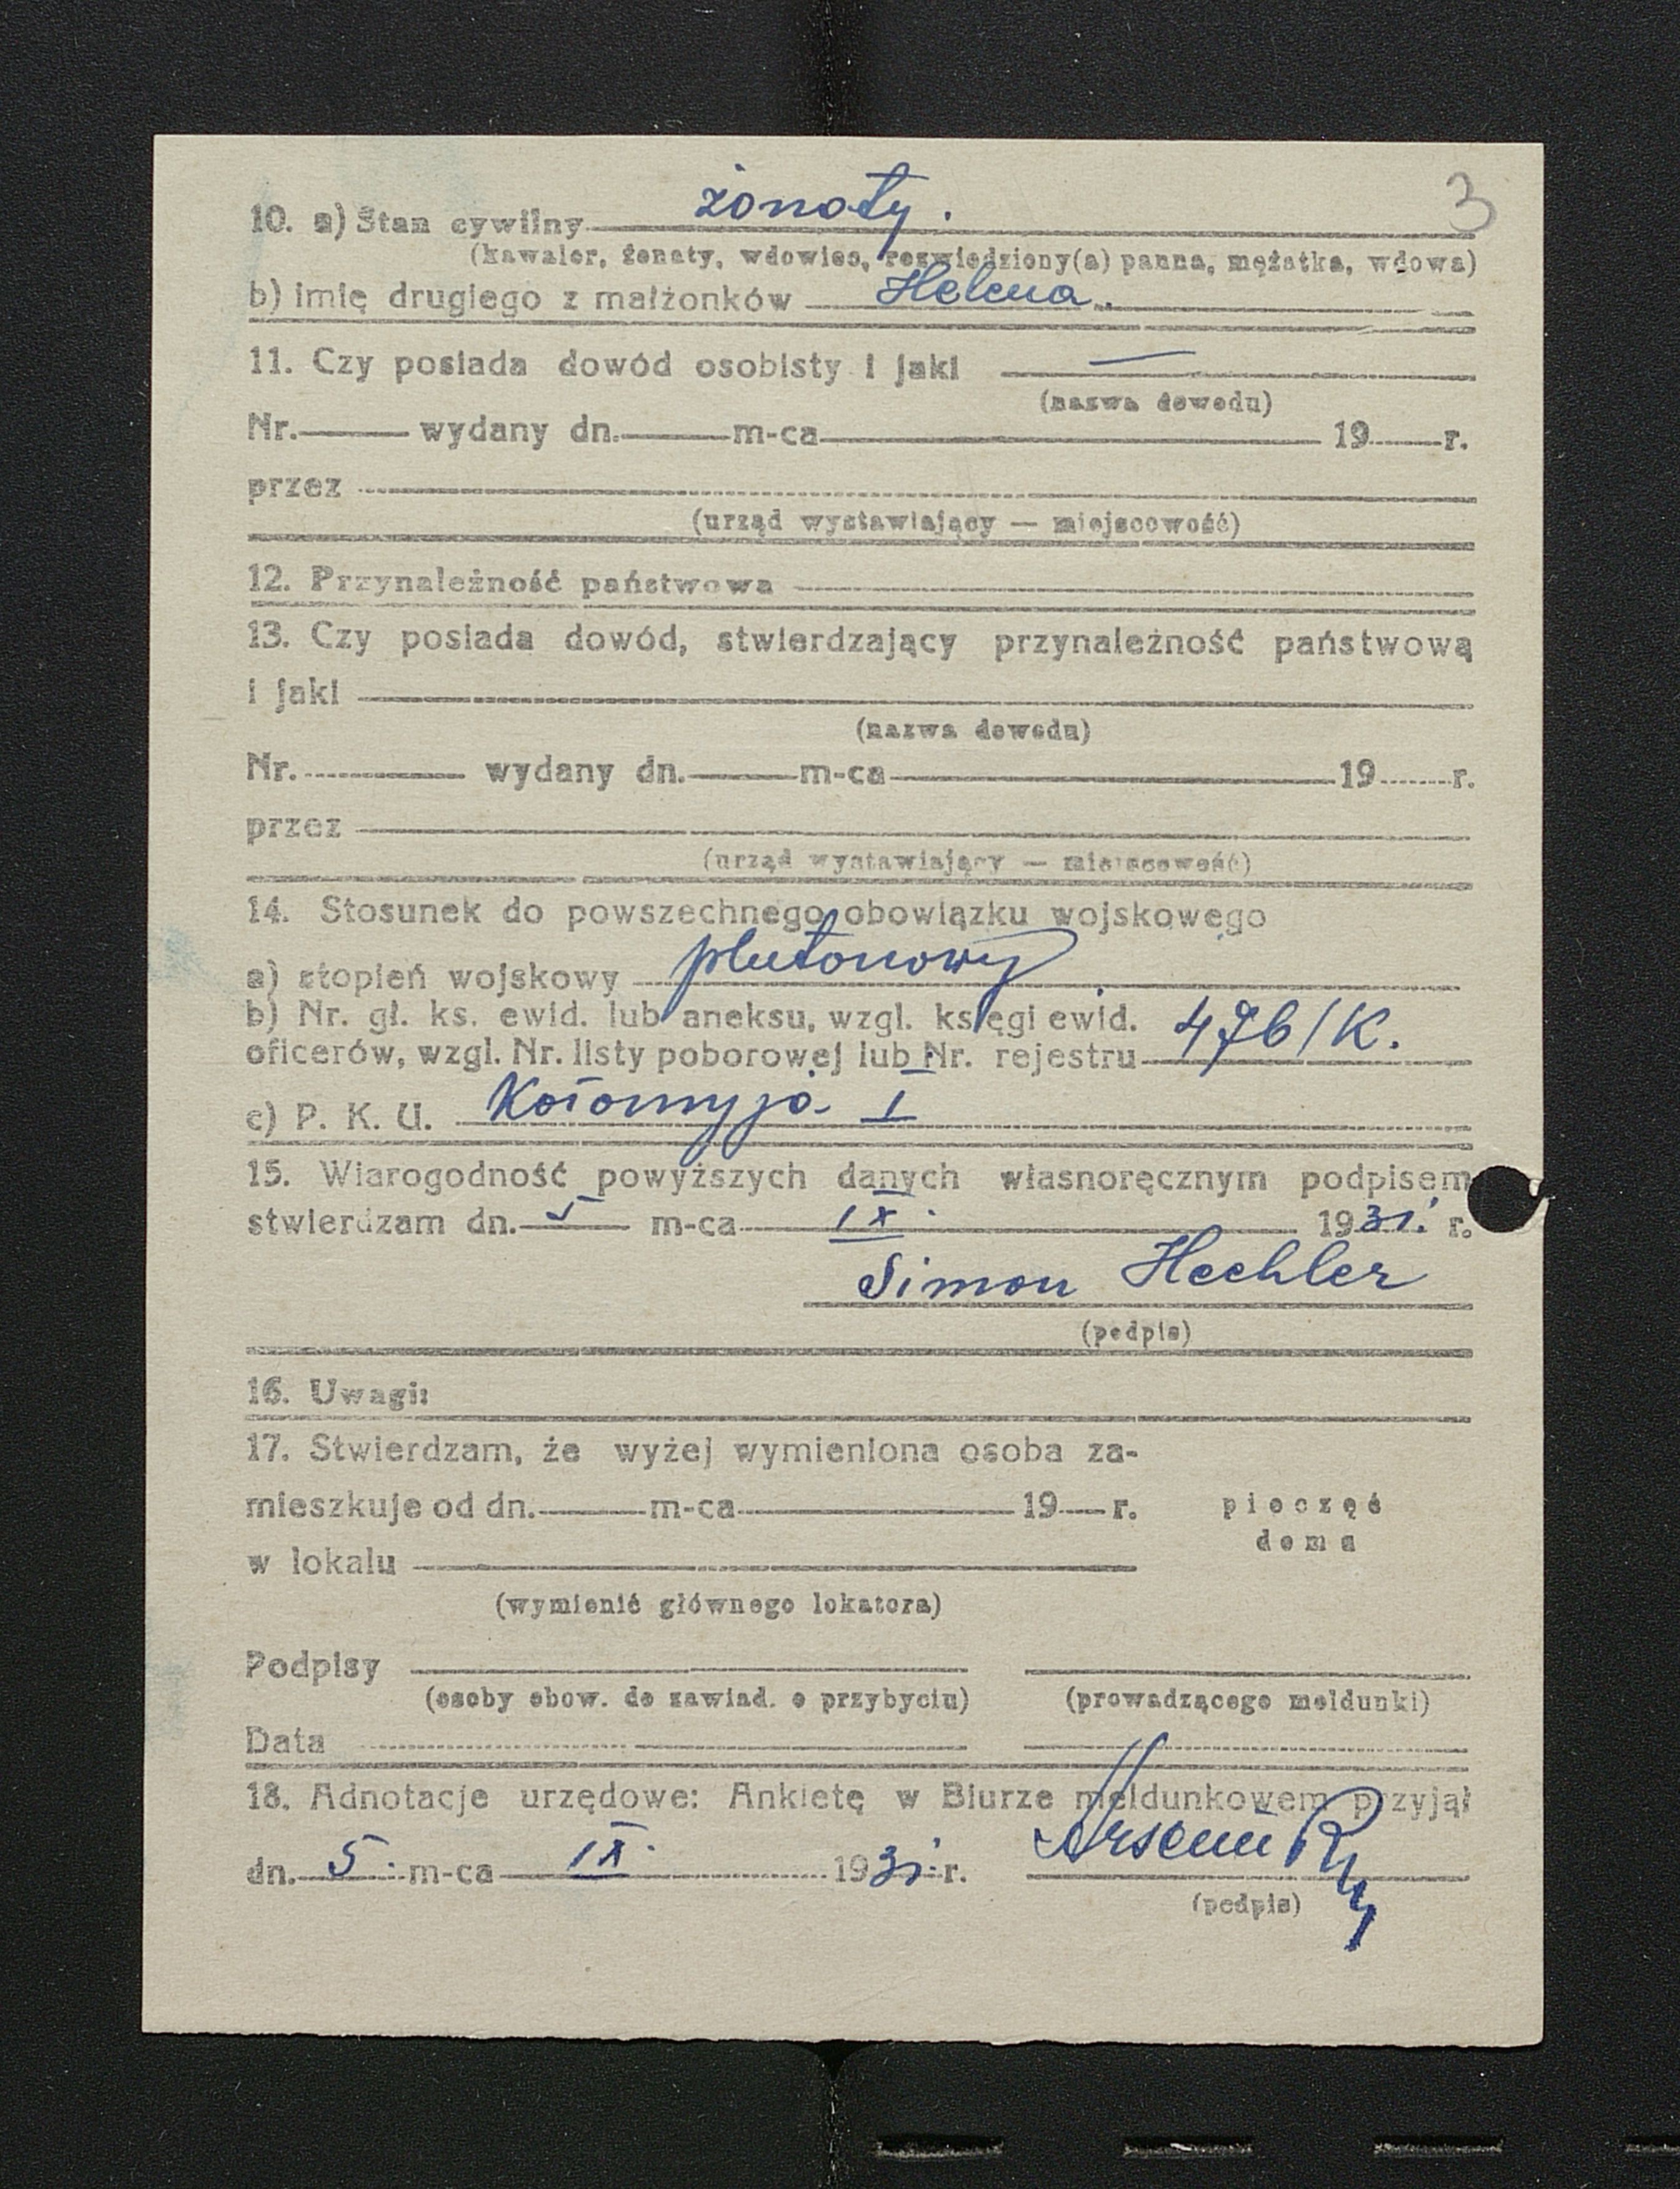 3
10. a) Stan cywilny żonaty.
(kawaler, żonaty, wdowiec, rozwiedziony(a) panna, mężatka, wdowa)
b) imię drugiego z małżonków Helena.
11. Czy posiada dowód osobisty i jaki —
(nazwa dowodu)
Nr. wydany dn. m-ca 19 r.
przez
(urząd wystawiający — miejscowość)
12. Przynależność państwowa
13. Czy posiada dowód, stwierdzający przynależność państwową
i jaki
(nazwa dowodu)
Nr. wydany dn. m-ca 19 r.
przez
(urząd wystawiający — miejscowość)
14. Stosunek do powszechnego obowiązku wojskowego
a) stopień wojskowy plutonowy
b) Nr. gł. ks. ewid. lub aneksu, wzgl. księgi ewid.
oficerów, wzgl. Nr. listy poborowej lub Nr. rejestru 476/K.
c) P. K. U. Kołomyja I
15. Wiarogodność powyższych danych własnoręcznym podpisem
stwierdzam dn. 5 m-ca IX. 1931. r.
Simon Hechler
(podpis)
16. Uwagi:
17. Stwierdzam, że wyżej wymieniona osoba za-
mieszkuje od dn. m-ca 19 r.
pieczęć
domu
w lokalu
(wymienić głównego lokatora)
Podpisy
(osoby obow. do zawiad. o przybyciu) (prowadzącego meldunki)
Data
18. Adnotacje urzędowe: Ankietę w Biurze meldunkowem przyjął
dn. 5. m-ca IX. 1931. r.
(podpis)